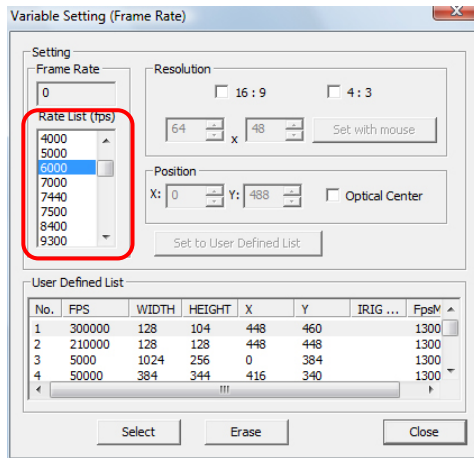 Variable Setting (Frame Rate)
Setting
Frame Rate
0
Rate List (fps)
4000
5000
6000
7000
7440
7500
8400
9300
Resolution
16 : 9
4 : 3
64 x 48
Set with mouse
Position
X: 0 Y: 488
Optical Center
Set to User Defined List
User Defined List
No. FPS WIDTH HEIGHT X Y IRIG ... FpsM
1 300000 128 104 448 460 1300
2 210000 128 128 448 448 1300
3 5000 1024 256 0 384 1300
4 50000 384 344 416 340 1300
Select Erase Close